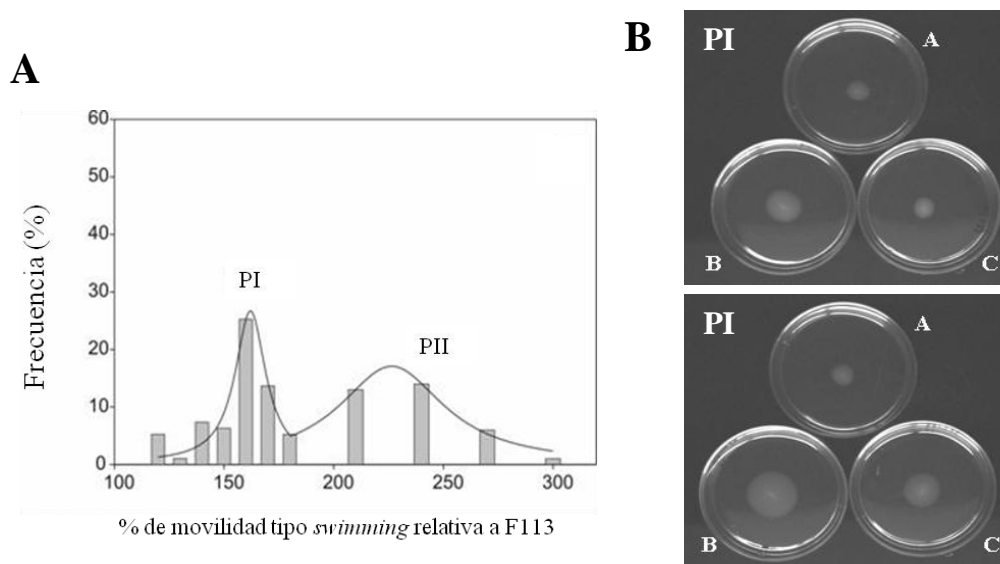 A
Frecuencia (%)
60
50
40
30
20
10
0
PI
PII
100
150
200
250
300
% de movilidad tipo swimming relativa a F113
B
PI
A
B
C
PI
A
B
C